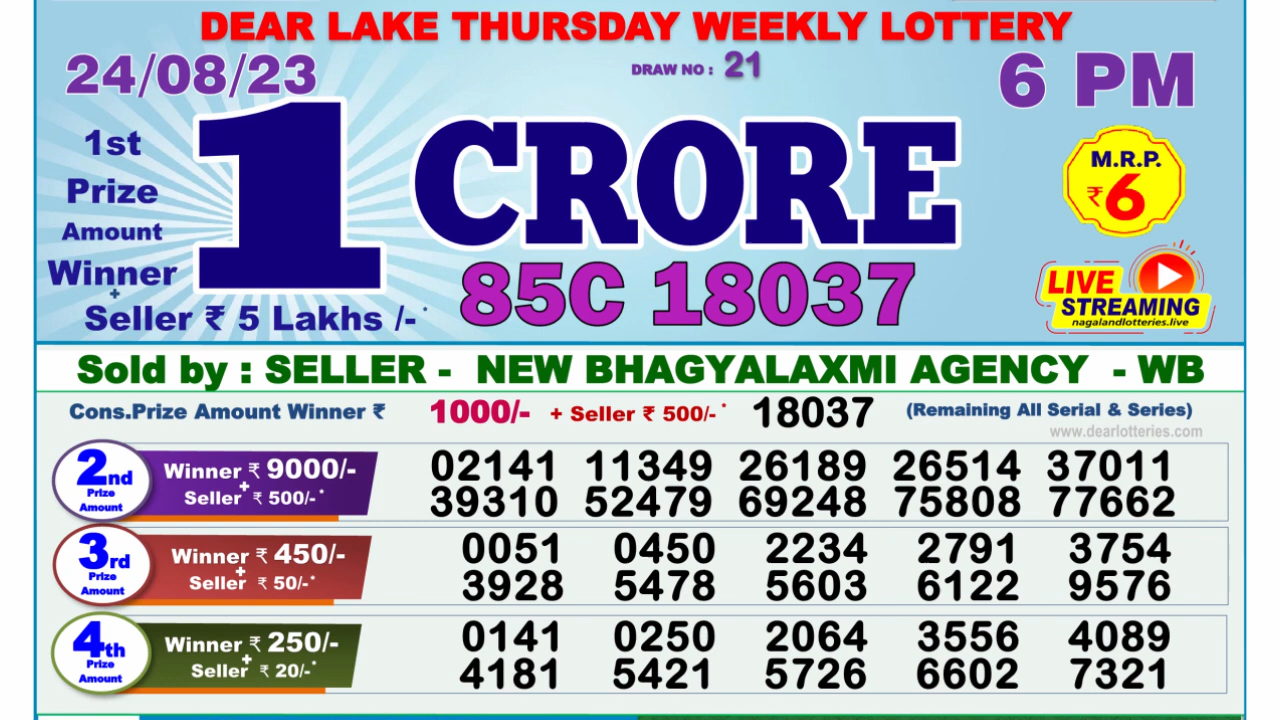 DEAR LAKE THURSDAY WEEKLY LOTTERY
24/08/23
DRAW NO : 21
6 PM
1st
Prize
Amount
Winner
+
Seller ₹ 5 Lakhs /-*
1 CRORE
85C 18037
M.R.P.
₹6
LIVE
STREAMING
nagalandlotteries.live
Sold by : SELLER - NEW BHAGYALAXMI AGENCY - WB
Cons.Prize Amount Winner ₹ 1000/- + Seller ₹ 500/-* 18037 (Remaining All Serial & Series)
www.dearlotteries.com
2nd
Prize
Amount
Winner ₹ 9000/-
+
Seller ₹ 500/-*
02141 11349 26189 26514 37011
39310 52479 69248 75808 77662
3rd
Prize
Amount
Winner ₹ 450/-
+
Seller ₹ 50/-*
0051 0450 2234 2791 3754
3928 5478 5603 6122 9576
4th
Prize
Amount
Winner ₹ 250/-
+
Seller ₹ 20/-*
0141 0250 2064 3556 4089
4181 5421 5726 6602 7321